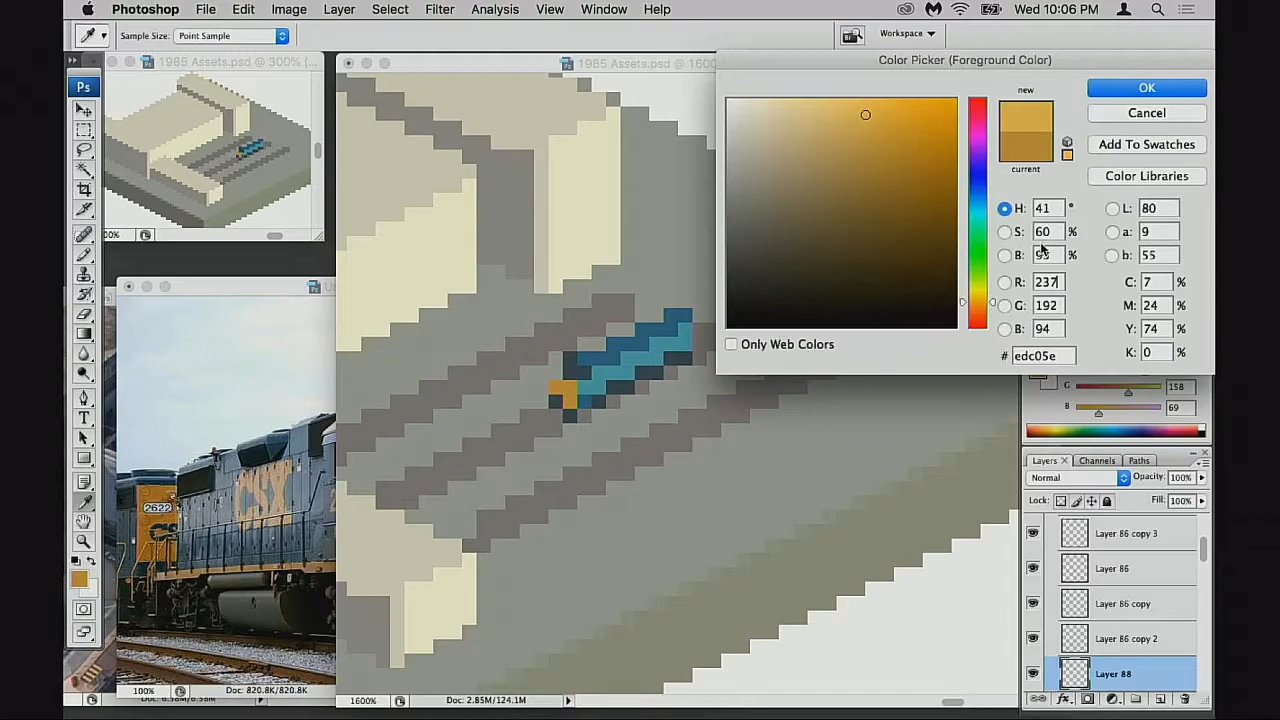 Photoshop File Edit Image Layer Select Filter Analysis View Window Help Wed 10:06 PM
Sample Size: Point Sample Workspace
1985 Assets.psd @ 300% (...
1985 Assets.psd @ 1600
Color Picker (Foreground Color)
Ps
new
current
OK
Cancel
Add To Swatches
Color Libraries
H: 41 °
S: 60 %
B: %
R: 237
G: 192
B: 94
# edc05e
L: 80
a: 9
b: 55
C: 7 %
M: 24 %
Y: 74 %
K: 0 %
Only Web Colors
00%
G 158
B 69
Layers Channels Paths
Normal Opacity: 100%
Lock: Fill: 100%
Layer 86 copy 3
Layer 86
Layer 86 copy
Layer 86 copy 2
Layer 88
2622
CSX
100% Doc: 820.8K/820.8K
1600% Doc: 2.85M/124.1M